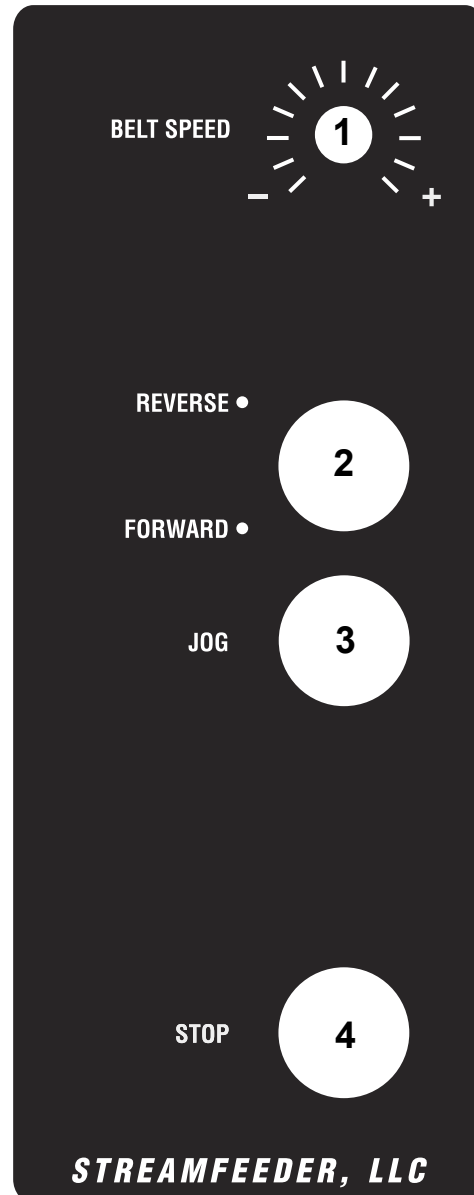 BELT SPEED 1
– +
REVERSE •
2
FORWARD •
JOG 3
STOP 4
STREAMFEEDER, LLC